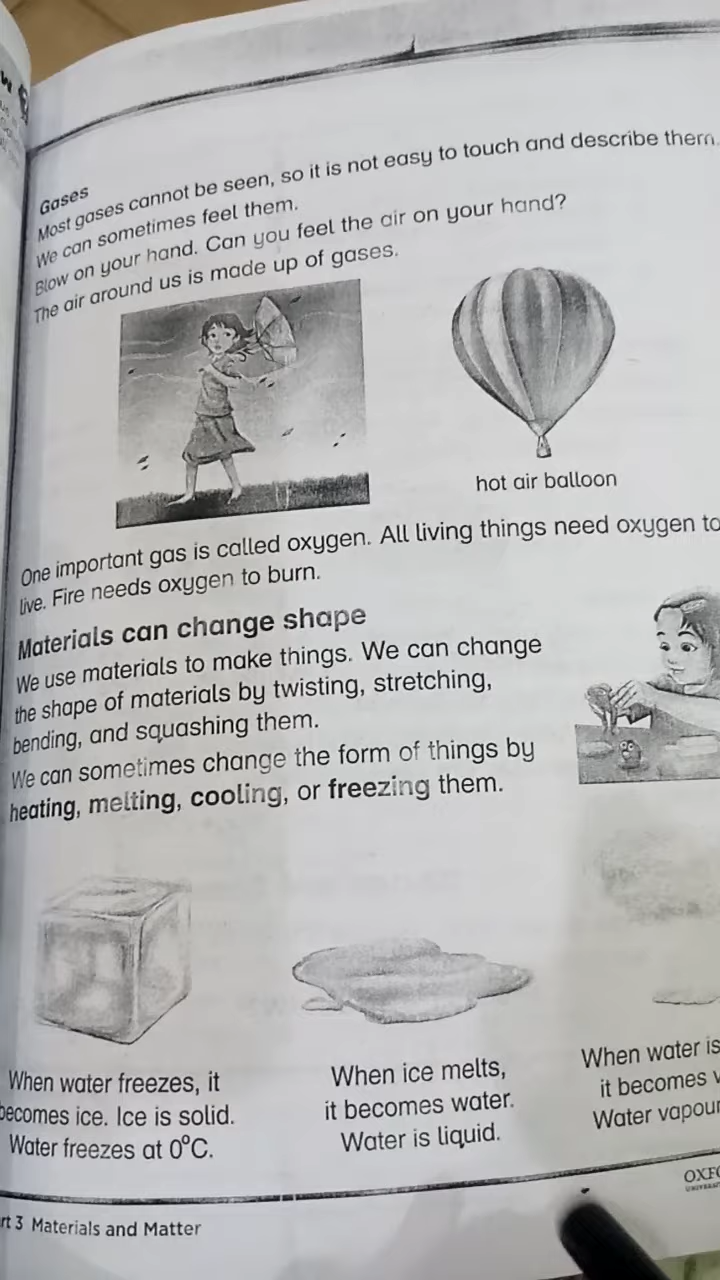 Gases
Most gases cannot be seen, so it is not easy to touch and describe them.
We can sometimes feel them.
Blow on your hand. Can you feel the air on your hand?
The air around us is made up of gases.
hot air balloon
One important gas is called oxygen. All living things need oxygen to
live. Fire needs oxygen to burn.
Materials can change shape
We use materials to make things. We can change
the shape of materials by twisting, stretching,
bending, and squashing them.
We can sometimes change the form of things by
heating, melting, cooling, or freezing them.
When water freezes, it
becomes ice. Ice is solid.
Water freezes at 0°C.
When ice melts,
it becomes water.
Water is liquid.
When water is
it becomes
Water vapour
3 Materials and Matter